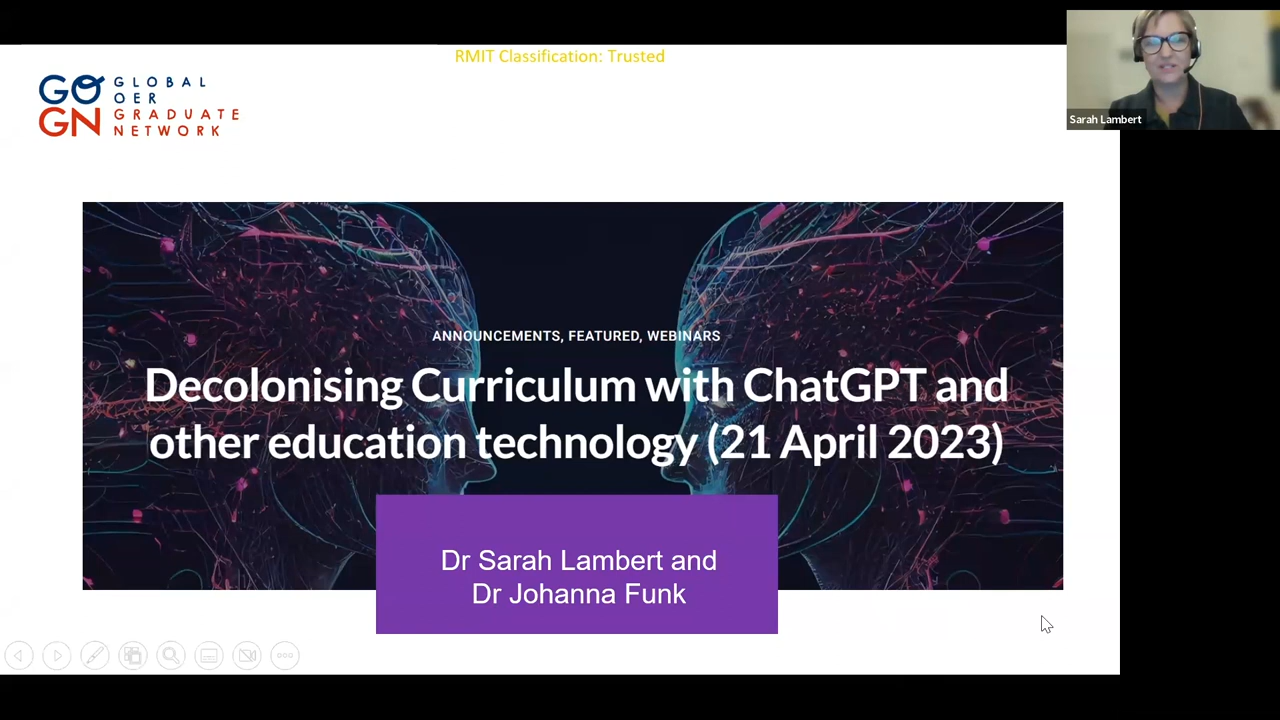 RMIT Classification: Trusted
GO
GN
GLOBAL
OER
GRADUATE
NETWORK
Sarah Lambert
ANNOUNCEMENTS, FEATURED, WEBINARS
Decolonising Curriculum with ChatGPT and
other education technology (21 April 2023)
Dr Sarah Lambert and
Dr Johanna Funk